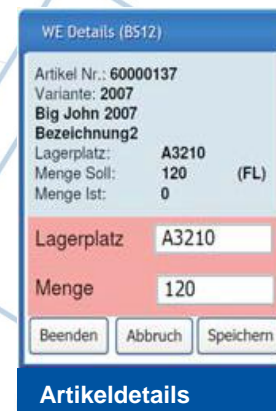 WE Details (BS12)
Artikel Nr.: 60000137
Variante: 2007
Big John 2007
Bezeichnung2
Lagerplatz: A3210
Menge Soll: 120 (FL)
Menge Ist: 0
Lagerplatz A3210
Menge 120
Beenden Abbruch Speichern
Artikeldetails